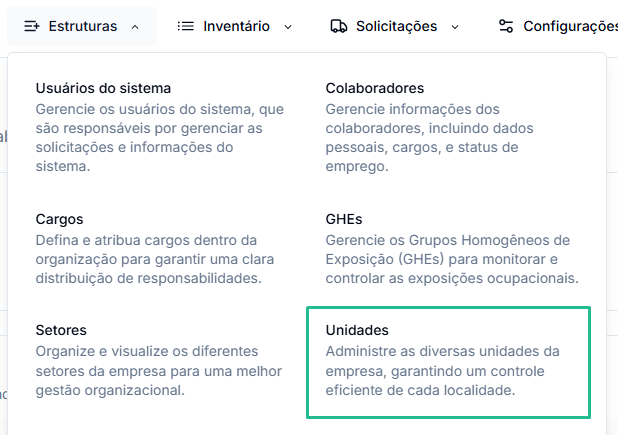 Estruturas
Inventário
Solicitações
Configurações
Usuários do sistema
Gerencie os usuários do sistema, que
são responsáveis por gerenciar as
solicitações e informações do
sistema.
Colaboradores
Gerencie informações dos
colaboradores, incluindo dados
pessoais, cargos, e status de
emprego.
Cargos
Defina e atribua cargos dentro da
organização para garantir uma clara
distribuição de responsabilidades.
GHEs
Gerencie os Grupos Homogêneos de
Exposição (GHEs) para monitorar e
controlar as exposições ocupacionais.
Setores
Organize e visualize os diferentes
setores da empresa para uma melhor
gestão organizacional.
Unidades
Administre as diversas unidades da
empresa, garantindo um controle
eficiente de cada localidade.